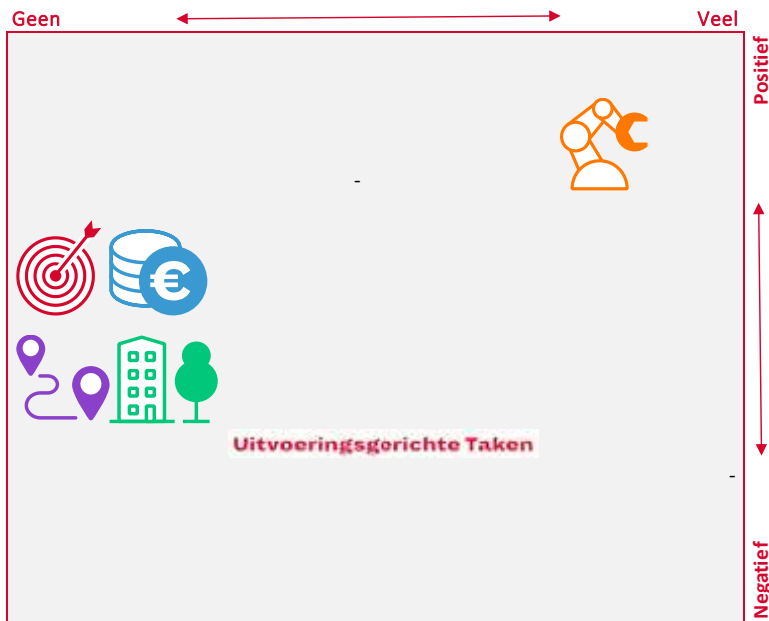 Geen
Veel
Positief
-
€
Uitvoeringsgerichte Taken
-
Negatief